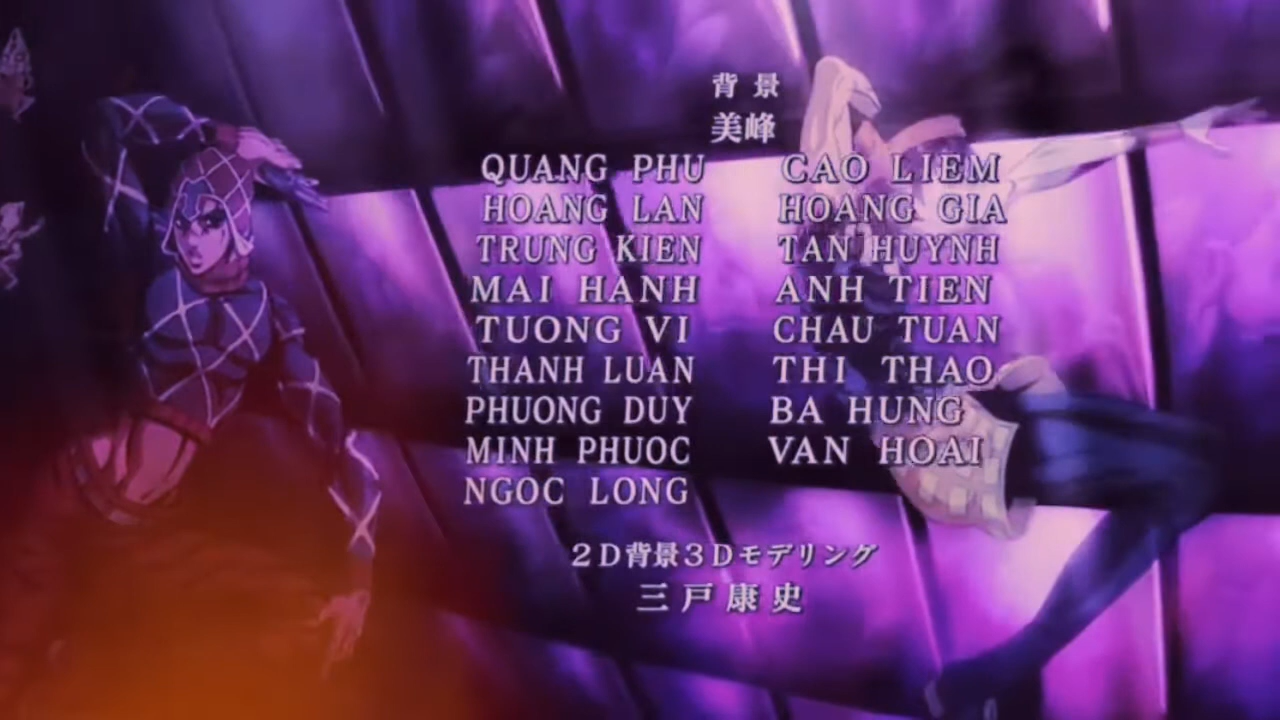 背景
美峰
QUANG PHU CAO LIEM
HOANG LAN HOANG GIA
TRUNG KIEN TAN HUYNH
MAI HANH ANH TIEN
TUONG VI CHAU TUAN
THANH LUAN THI THAO
PHUONG DUY BA HUNG
MINH PHUOC VAN HOAI
NGOC LONG
2D背景3Dモデリング
三戸康史